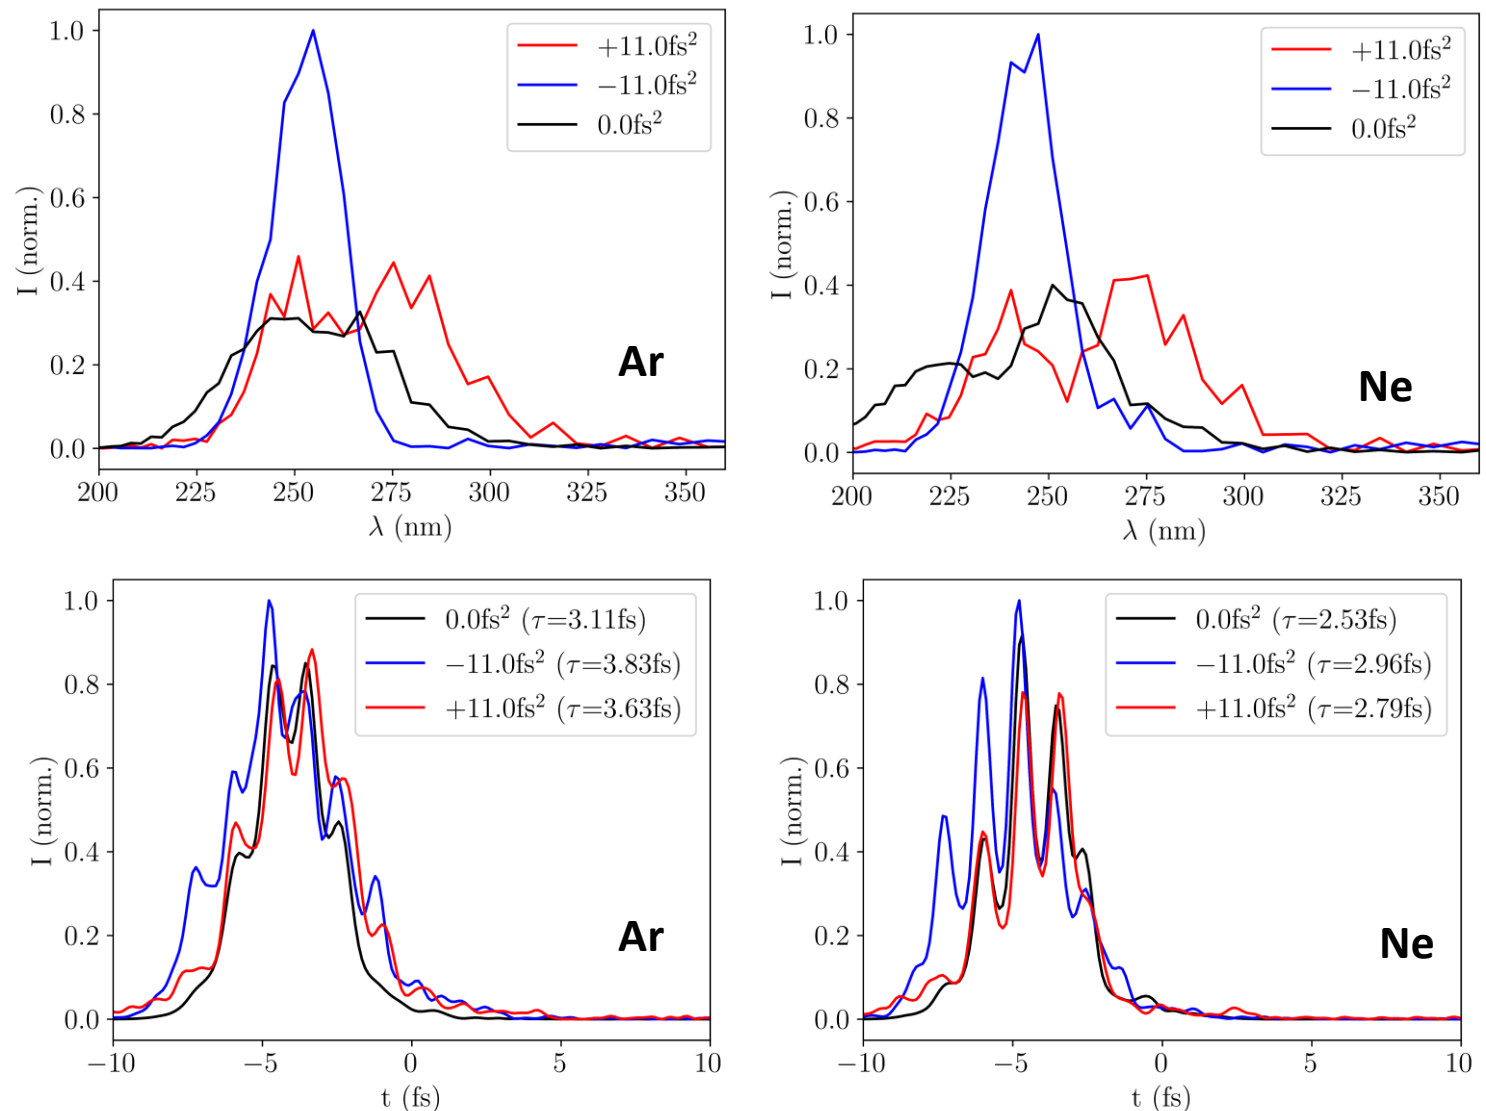 I (norm.)
1.0
0.8
0.6
0.4
0.2
0.0
+11.0fs²
−11.0fs²
0.0fs²
Ar
200 225 250 275 300 325 350
λ (nm)
I (norm.)
1.0
0.8
0.6
0.4
0.2
0.0
+11.0fs²
−11.0fs²
0.0fs²
Ne
200 225 250 275 300 325 350
λ (nm)
I (norm.)
1.0
0.8
0.6
0.4
0.2
0.0
0.0fs² (τ=3.11fs)
−11.0fs² (τ=3.83fs)
+11.0fs² (τ=3.63fs)
Ar
−10 −5 0 5 10
t (fs)
I (norm.)
1.0
0.8
0.6
0.4
0.2
0.0
0.0fs² (τ=2.53fs)
−11.0fs² (τ=2.96fs)
+11.0fs² (τ=2.79fs)
Ne
−10 −5 0 5 10
t (fs)